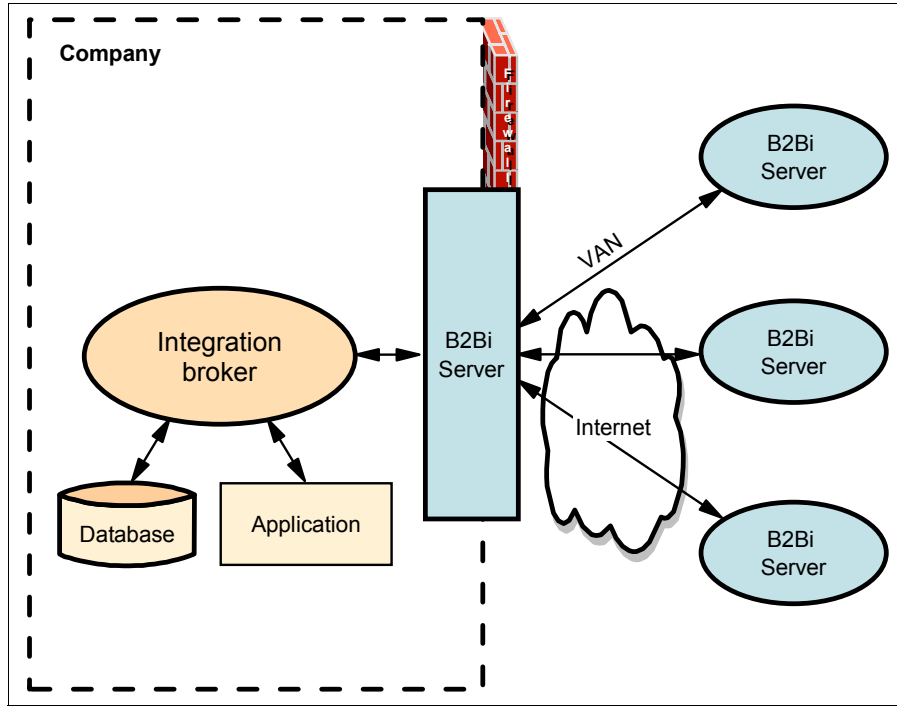 Company
Firewall
B2Bi
Server
VAN
Integration
broker
B2Bi
Server
B2Bi
Server
Internet
Database
Application
B2Bi
Server